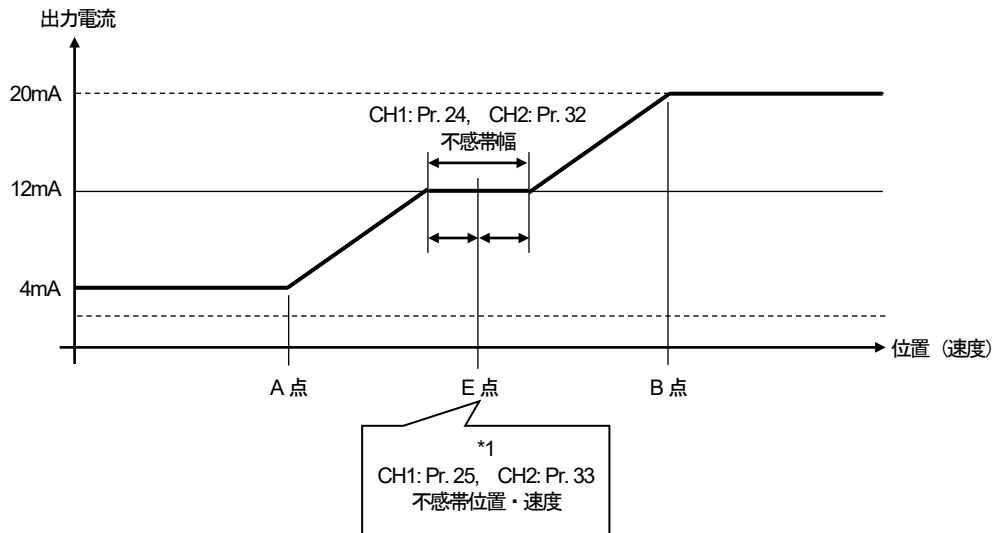 出力電流
20mA
CH1: Pr. 24, CH2: Pr. 32
不感帯幅
12mA
4mA
位置（速度）
A 点
E 点
B 点
*1
CH1: Pr. 25, CH2: Pr. 33
不感帯位置・速度